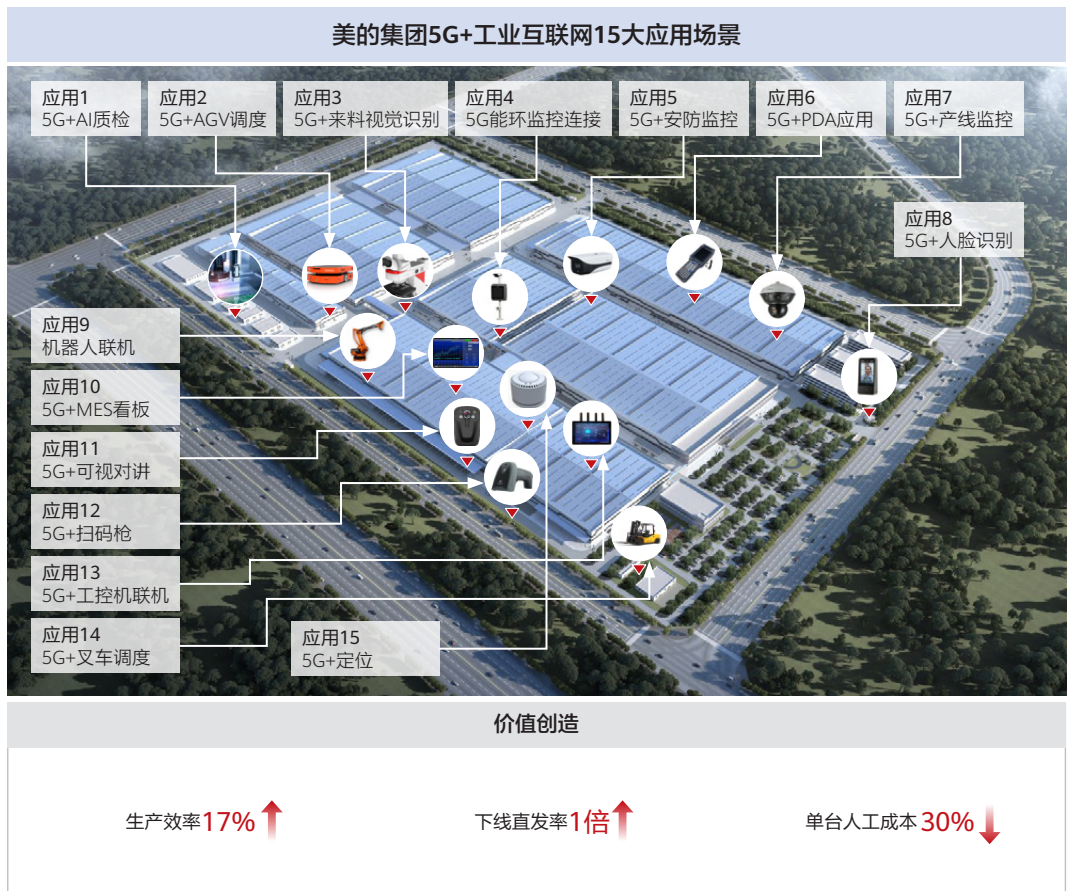 美的集团5G+工业互联网15大应用场景
应用1
5G+AI质检
应用2
5G+AGV调度
应用3
5G+来料视觉识别
应用4
5G能环监控连接
应用5
5G+安防监控
应用6
5G+PDA应用
应用7
5G+产线监控
应用8
5G+人脸识别
应用9
机器人联机
应用10
5G+MES看板
应用11
5G+可视对讲
应用12
5G+扫码枪
应用13
5G+工控机联机
应用14
5G+叉车调度
应用15
5G+定位
价值创造
生产效率17%
下线直发率1倍
单台人工成本30%